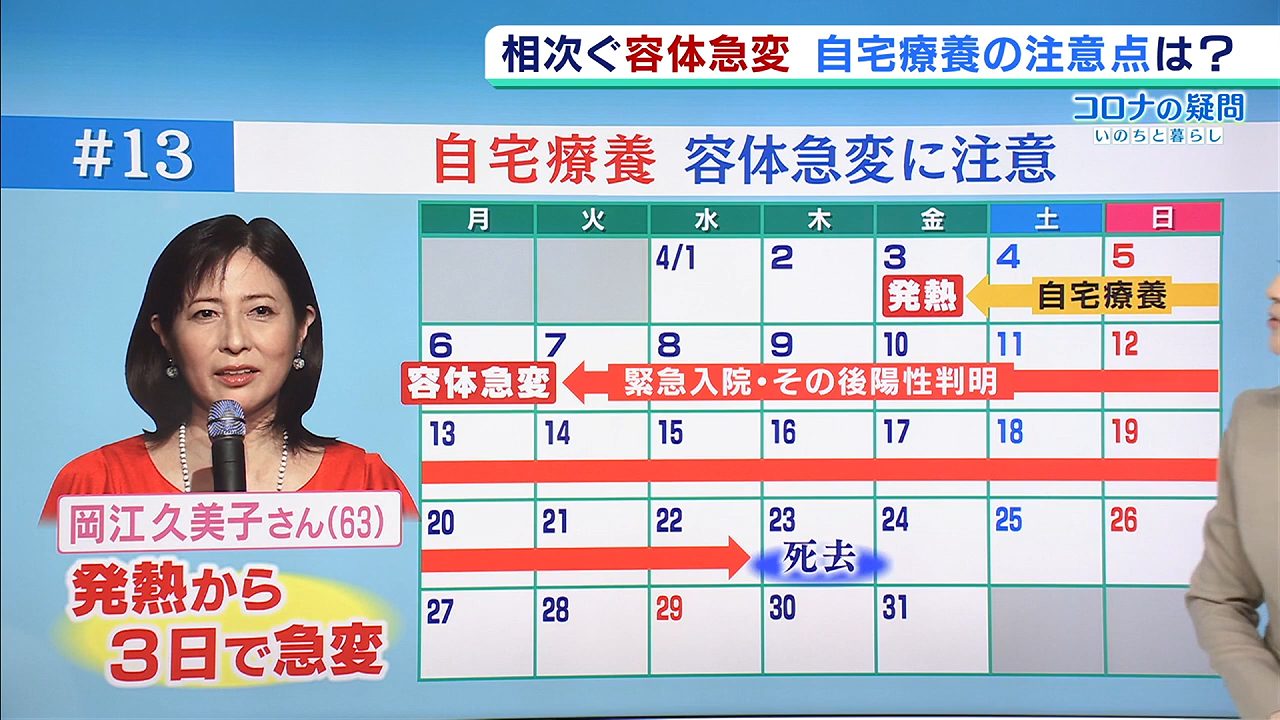 相次ぐ容体急変 自宅療養の注意点は?
コロナの疑問
いのちと暮らし
#13
自宅療養 容体急変に注意
月 火 水 木 金 土 日
4/1 2 3 4 5
発熱 自宅療養
6 7 8 9 10 11 12
容体急変 緊急入院・その後陽性判明
13 14 15 16 17 18 19
20 21 22 23 24 25 26
死去
27 28 29 30 31
岡江久美子さん(63)
発熱から
3日で急変